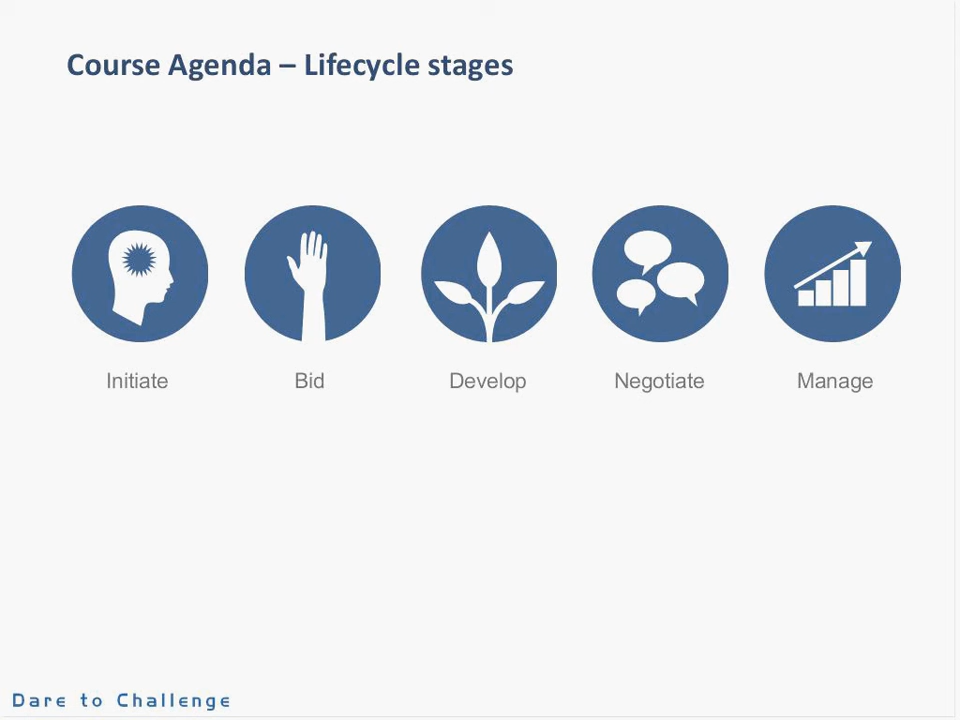 Course Agenda – Lifecycle stages
Initiate
Bid
Develop
Negotiate
Manage
Dare to Challenge